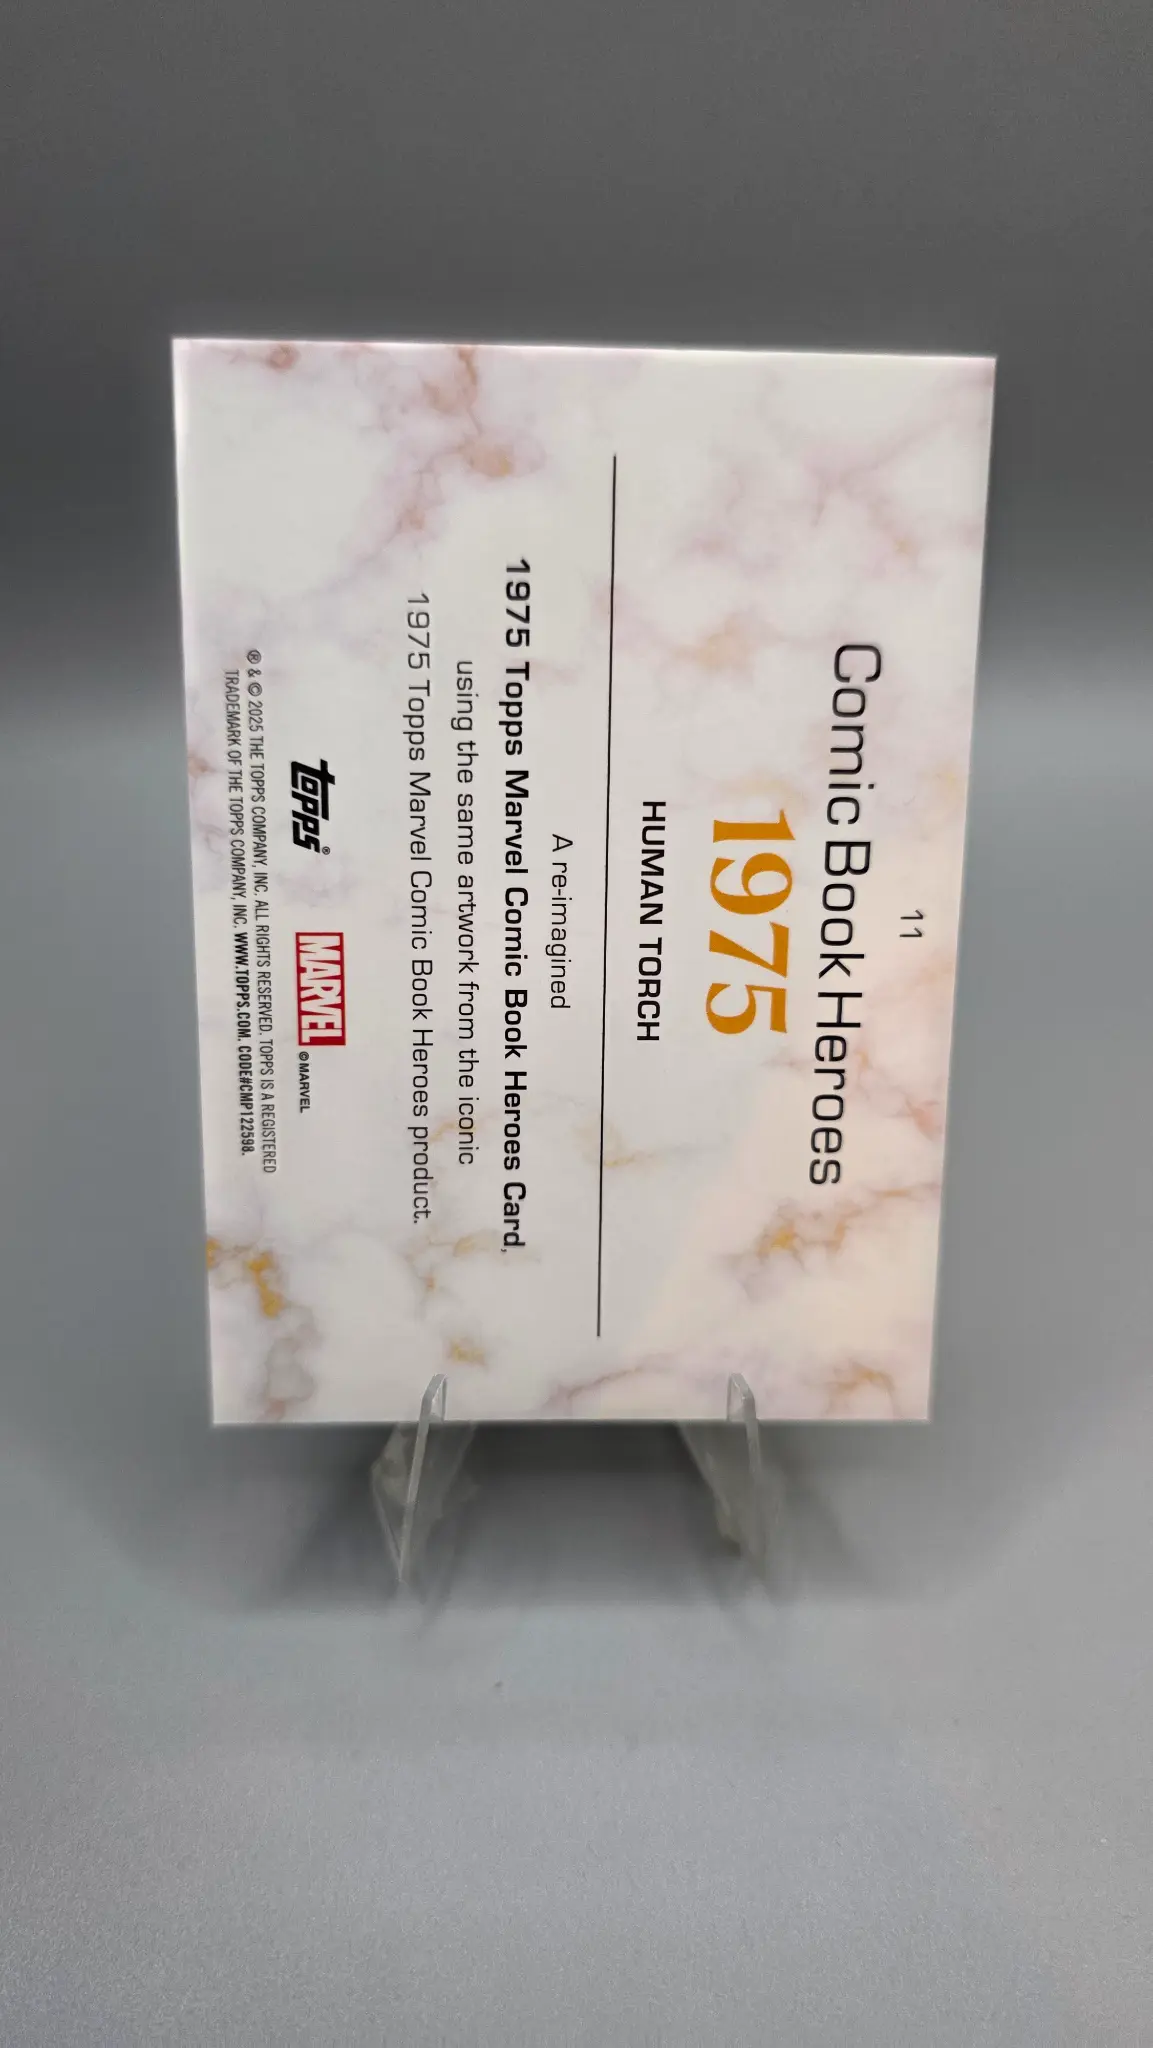 11
Comic Book Heroes
1975
HUMAN TORCH
A re-imagined
1975 Topps Marvel Comic Book Heroes Card,
using the same artwork from the iconic
1975 Topps Marvel Comic Book Heroes product.
topps® MARVEL © MARVEL
® & © 2025 THE TOPPS COMPANY, INC. ALL RIGHTS RESERVED. TOPPS IS A REGISTERED
TRADEMARK OF THE TOPPS COMPANY, INC. WWW.TOPPS.COM. CODE#CMP122598.